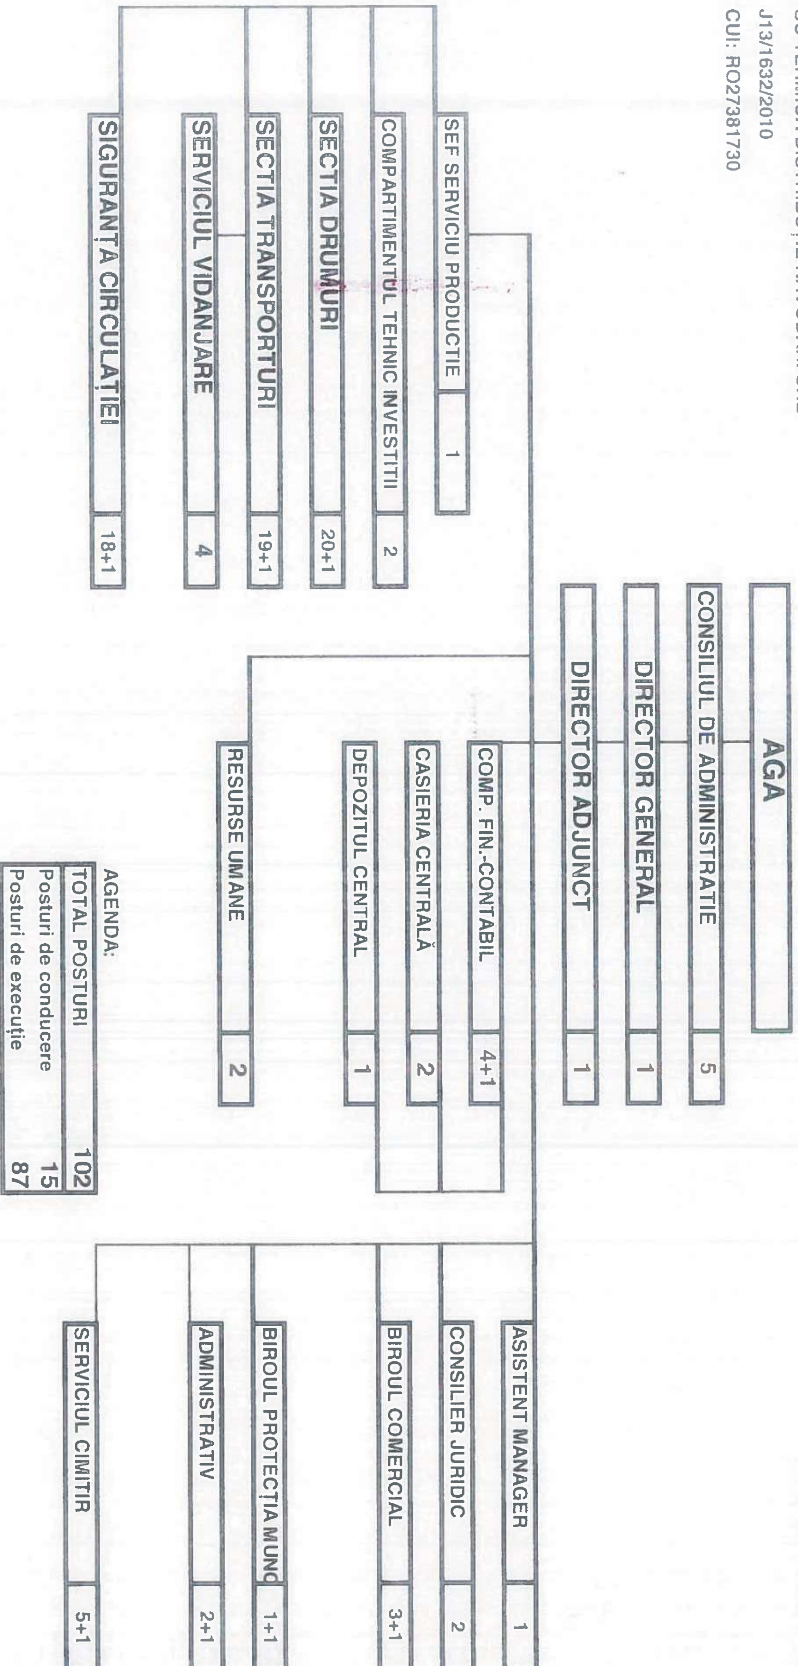 J13/1632/2010
CUI: RO27381730
AGA
CONSILIUL DE ADMINISTRATIE 5
DIRECTOR GENERAL 1
DIRECTOR ADJUNCT 1
SEF SERVICIU PRODUCTIE 1
COMPARTIMENTUL TEHNIC INVESTITII 2
SECTIA DRUMURI 20+1
SECTIA TRANSPORTURI 19+1
SERVICIUL VIDANJARE 4
SIGURANȚA CIRCULAȚIEI 18+1
COMP. FIN.-CONTABIL 4+1
CASIERIA CENTRALĂ 2
DEPOZITUL CENTRAL 1
RESURSE UMANE 2
ASISTENT MANAGER 1
CONSILIER JURIDIC 2
BIROUL COMERCIAL 3+1
BIROUL PROTECȚIA MUNC 1+1
ADMINISTRATIV 2+1
SERVICIUL CIMITIR 5+1
AGENDA:
TOTAL POSTURI 102
Posturi de conducere 15
Posturi de execuție 87